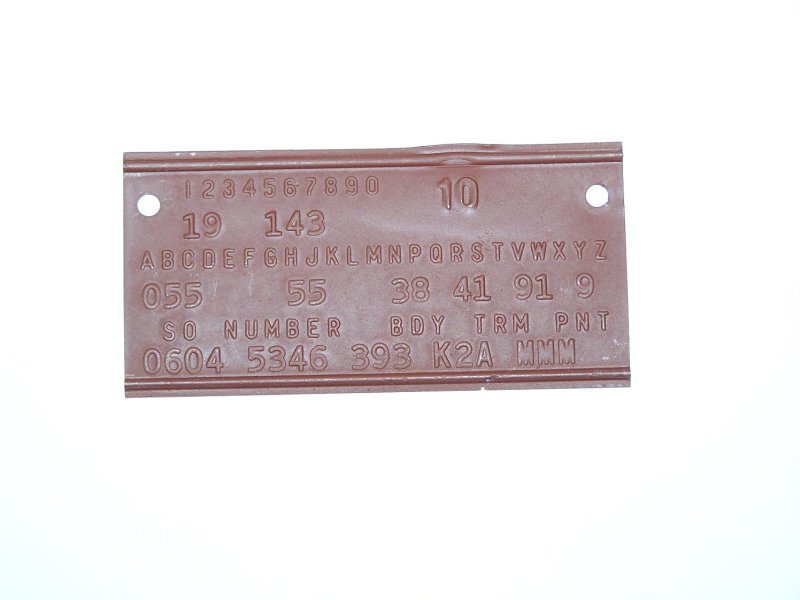 1234567890 10
19 143
ABCDEFGHJKLMNPQRSTVWXYZ
055 55 38 41 91 9
SO NUMBER BDY TRM PNT
0604 5346 393 K2A MMM